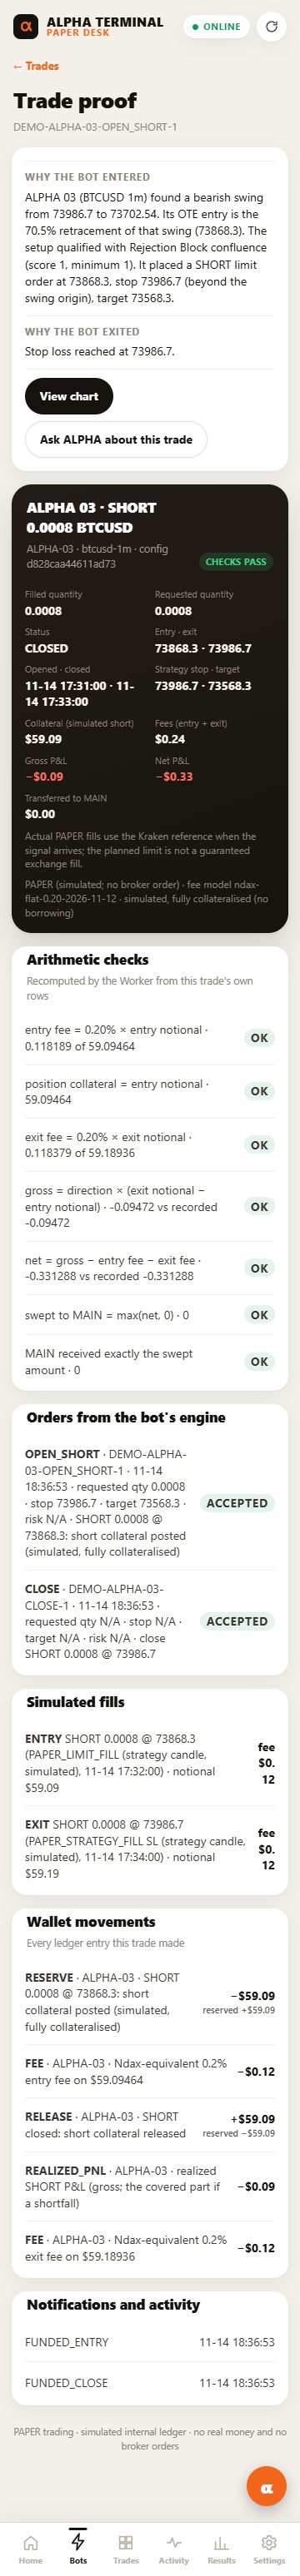 α ALPHA TERMINAL
PAPER DESK
ONLINE
← Trades
Trade proof
DEMO-ALPHA-03-OPEN_SHORT-1
WHY THE BOT ENTERED
ALPHA 03 (BTCUSD 1m) found a bearish swing
from 73986.7 to 73702.54. Its OTE entry is the
70.5% retracement of that swing (73868.3). The
setup qualified with Rejection Block confluence
(score 1, minimum 1). It placed a SHORT limit
order at 73868.3, stop 73986.7 (beyond the
swing origin), target 73568.3.
WHY THE BOT EXITED
Stop loss reached at 73986.7.
View chart
Ask ALPHA about this trade
ALPHA 03 · SHORT
0.0008 BTCUSD
ALPHA-03 · btcusd-1m · config
d828caa44611ad73
CHECKS PASS
Filled quantity
0.0008
Requested quantity
0.0008
Status
CLOSED
Entry · exit
73868.3 · 73986.7
Opened · closed
11-14 17:31:00 · 11-
14 17:33:00
Strategy stop · target
73986.7 · 73568.3
Collateral (simulated short)
$59.09
Fees (entry + exit)
$0.24
Gross P&L
−$0.09
Net P&L
−$0.33
Transferred to MAIN
$0.00
Actual PAPER fills use the Kraken reference when the
signal arrives; the planned limit is not a guaranteed
exchange fill.
PAPER (simulated; no broker order) · fee model ndax-
flat-0.20-2026-11-12 · simulated, fully collateralised (no
borrowing)
Arithmetic checks
Recomputed by the Worker from this trade's own
rows
entry fee = 0.20% × entry notional ·
0.118189 of 59.09464
OK
position collateral = entry notional ·
59.09464
OK
exit fee = 0.20% × exit notional ·
0.118379 of 59.18936
OK
gross = direction × (exit notional −
entry notional) · -0.09472 vs recorded
-0.09472
OK
net = gross − entry fee − exit fee ·
-0.331288 vs recorded -0.331288
OK
swept to MAIN = max(net, 0) · 0
OK
MAIN received exactly the swept
amount · 0
OK
Orders from the bot's engine
OPEN_SHORT · DEMO-ALPHA-
03-OPEN_SHORT-1 · 11-14
18:36:53 · requested qty 0.0008
· stop 73986.7 · target 73568.3 ·
risk N/A · SHORT 0.0008 @
73868.3: short collateral posted
(simulated, fully collateralised)
ACCEPTED
CLOSE · DEMO-ALPHA-03-
CLOSE-1 · 11-14 18:36:53 ·
requested qty N/A · stop N/A ·
target N/A · risk N/A · close
SHORT 0.0008 @ 73986.7
ACCEPTED
Simulated fills
ENTRY SHORT 0.0008 @ 73868.3
(PAPER_LIMIT_FILL (strategy candle,
simulated), 11-14 17:32:00) · notional
$59.09
fee
$0.
12
EXIT SHORT 0.0008 @ 73986.7
(PAPER_STRATEGY_FILL SL (strategy candle,
simulated), 11-14 17:34:00) · notional
$59.19
fee
$0.
12
Wallet movements
Every ledger entry this trade made
RESERVE · ALPHA-03 · SHORT
0.0008 @ 73868.3: short
collateral posted (simulated,
fully collateralised)
−$59.09
reserved +$59.09
FEE · ALPHA-03 · Ndax-equivalent 0.2%
entry fee on $59.09464
−$0.12
RELEASE · ALPHA-03 · SHORT
closed: short collateral released
+$59.09
reserved −$59.09
REALIZED_PNL · ALPHA-03 · realized
SHORT P&L (gross; the covered part if
a shortfall)
−$0.09
FEE · ALPHA-03 · Ndax-equivalent 0.2%
exit fee on $59.18936
−$0.12
Notifications and activity
FUNDED_ENTRY
11-14 18:36:53
FUNDED_CLOSE
11-14 18:36:53
PAPER trading · simulated internal ledger · no real money and no
broker orders
α
Home
Bots
Trades
Activity
Results
Settings